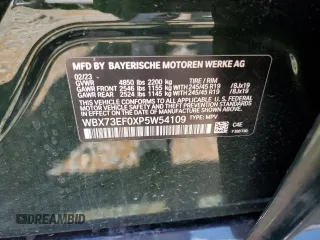 MFD BY BAYERISCHE MOTOREN WERKE AG
02/23
GVWR 4850 lbs 2200 kg TIRE / RIM
GAWR FRONT 2546 lbs 1155 kg WITH 245/45 R19 / 8Jx19
GAWR REAR 2524 lbs 1145 kg WITH 245/45 R19 / 8Jx19
THIS VEHICLE CONFORMS TO ALL APPLICABLE U.S. FEDERAL MOTOR VEHICLE
SAFETY, BUMPER AND THEFT PREVENTION STANDARDS IN EFFECT ON THE
DATE OF MANUFACTURE SHOWN ABOVE.
WBX73EF0XP5W54109 TYPE: MPV
C4E
DREAMBID